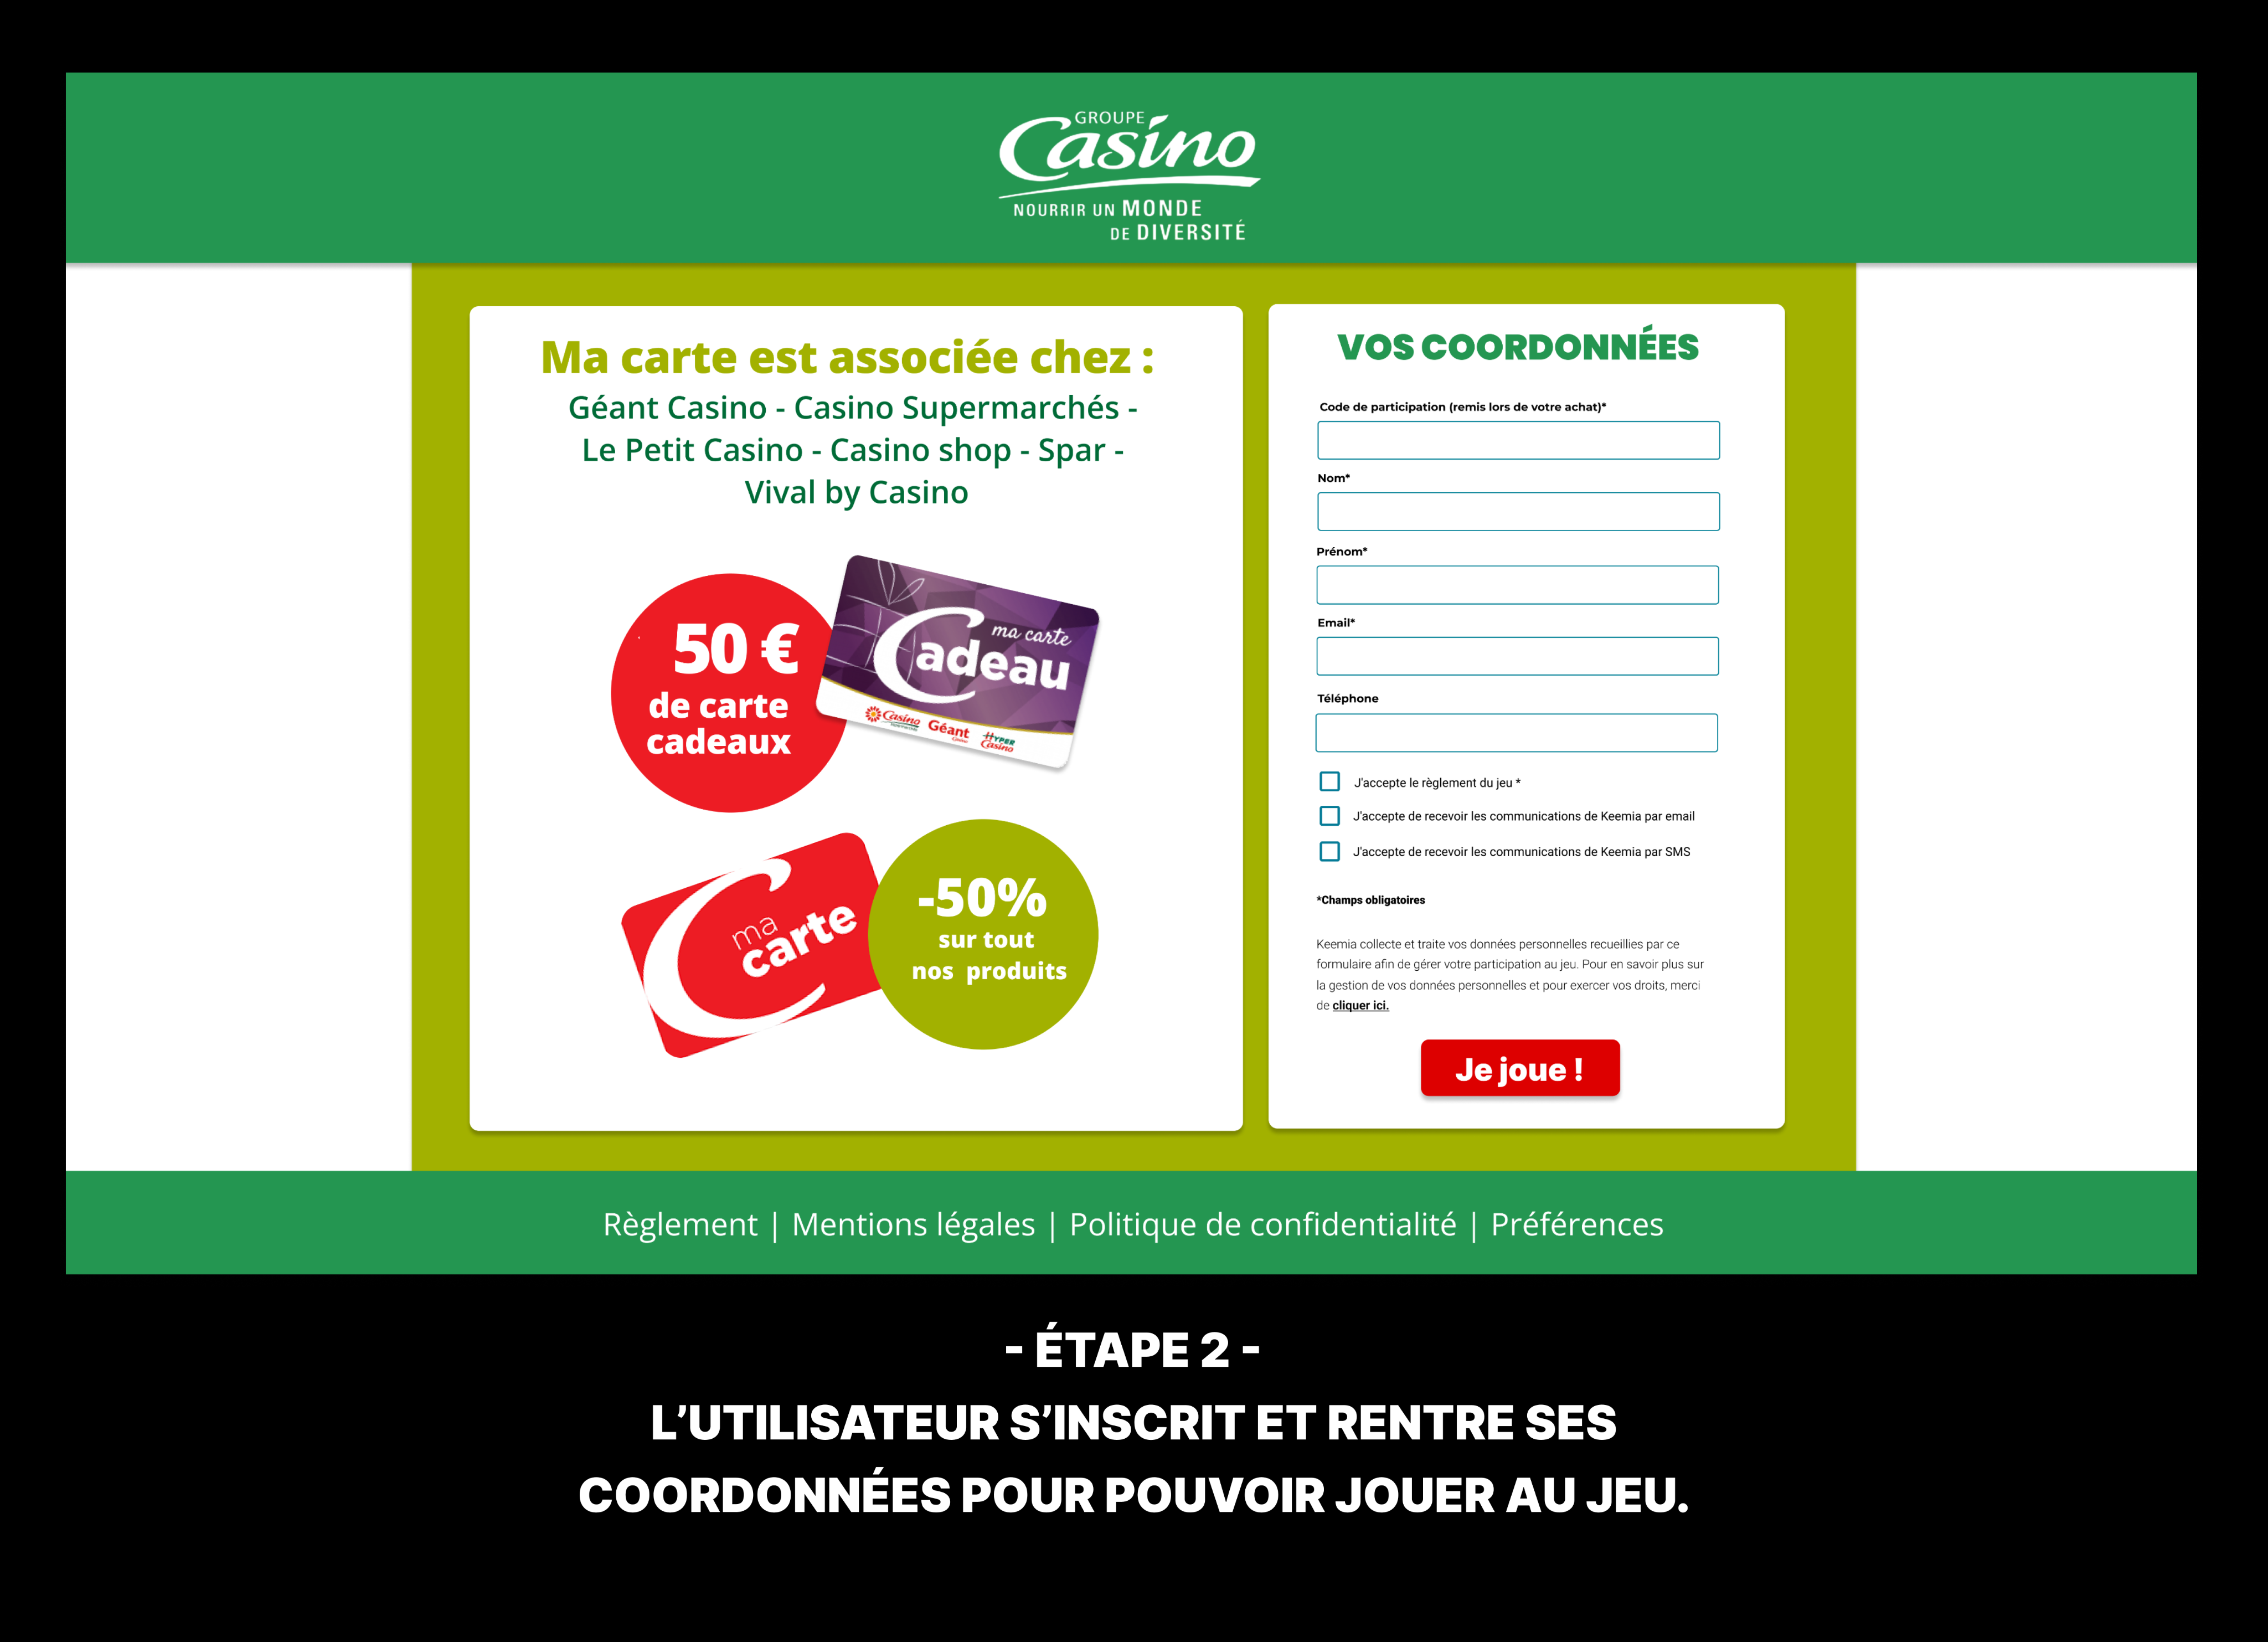 GROUPE
Casino
NOURRIR UN MONDE
DE DIVERSITÉ
Ma carte est associée chez :
Géant Casino - Casino Supermarchés -
Le Petit Casino - Casino shop - Spar -
Vival by Casino
50 €
de carte
cadeaux
ma carte
Cadeau
Casino Géant Casino HYPER Casino
ma
carte
-50%
sur tout
nos produits
VOS COORDONNÉES
Code de participation (remis lors de votre achat)*
Nom*
Prénom*
Email*
Téléphone
J'accepte le règlement du jeu *
J'accepte de recevoir les communications de Keemia par email
J'accepte de recevoir les communications de Keemia par SMS
*Champs obligatoires
Keemia collecte et traite vos données personnelles recueillies par ce
formulaire afin de gérer votre participation au jeu. Pour en savoir plus sur
la gestion de vos données personnelles et pour exercer vos droits, merci
de cliquer ici.
Je joue !
Règlement | Mentions légales | Politique de confidentialité | Préférences
- ÉTAPE 2 -
L’UTILISATEUR S’INSCRIT ET RENTRE SES
COORDONNÉES POUR POUVOIR JOUER AU JEU.